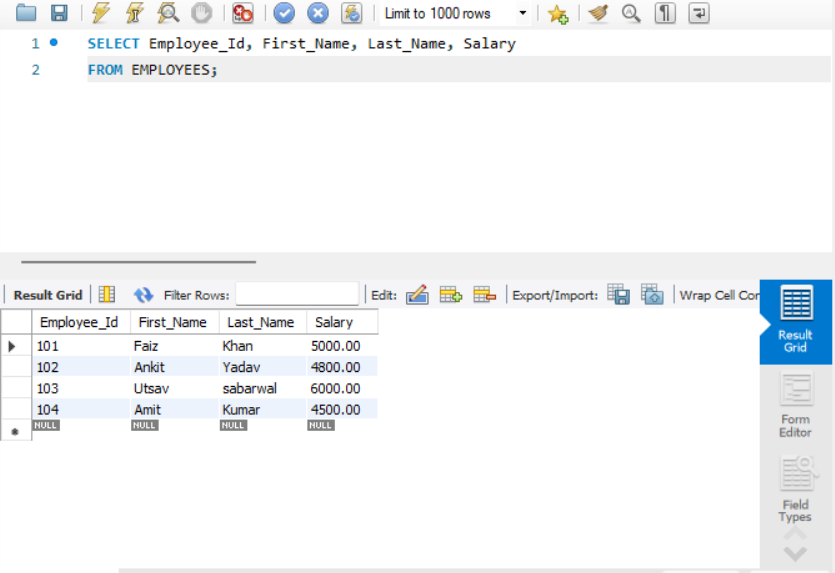 Limit to 1000 rows
1 SELECT Employee_Id, First_Name, Last_Name, Salary
2 FROM EMPLOYEES;
Result Grid Filter Rows: Edit: Export/Import: Wrap Cell Con
Employee_Id First_Name Last_Name Salary
101 Faiz Khan 5000.00
102 Ankit Yadav 4800.00
103 Utsav sabarwal 6000.00
104 Amit Kumar 4500.00
NULL NULL NULL NULL
Result
Grid
Form
Editor
Field
Types